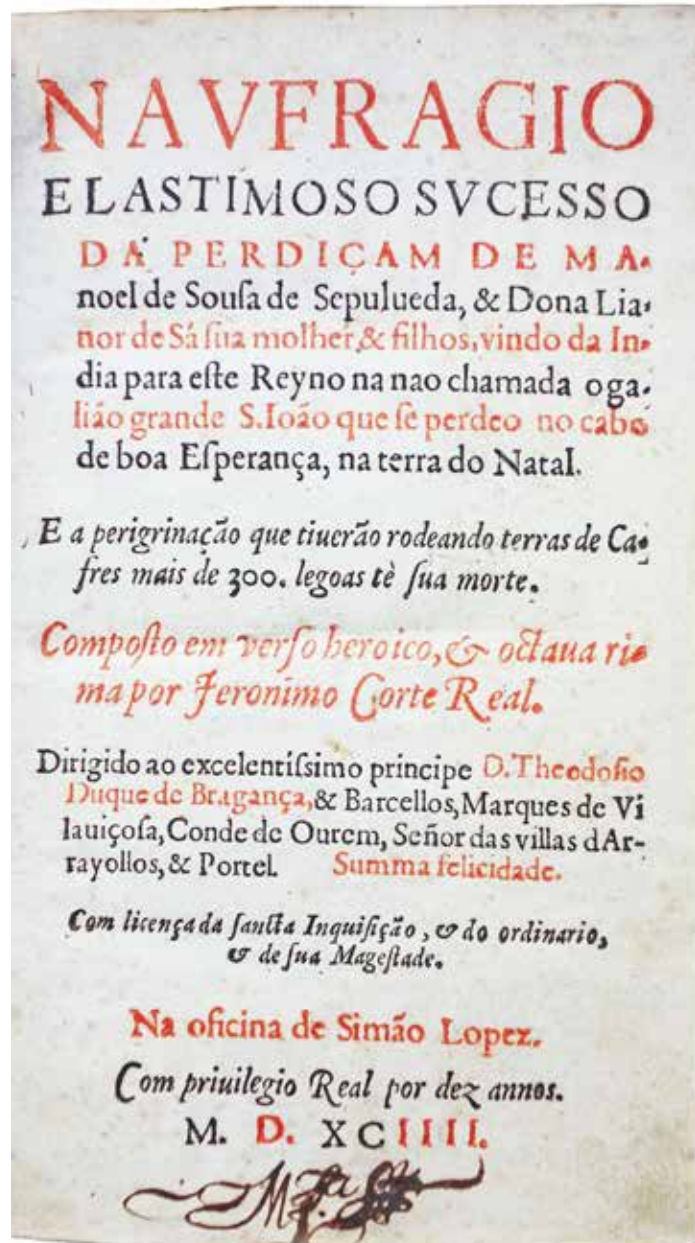 NAVFRAGIO
E LASTIMOSO SVCESSO
DA PERDIÇAM DE MA-
noel de Souſa de Sepulueda, & Dona Lia-
nor de Sá ſua molher, & filhos, vindo da In-
dia para eſte Reyno na nao chamada o ga-
lião grande S. Ioão que ſe perdeo no cabo
de boa Eſperança, na terra do Natal.
E a perigrinação que tiuerão rodeando terras de Ca-
fres mais de 300. legoas tè ſua morte.
Compoſto em verſo heroico, & octaua ri-
ma por Jeronimo Corte Real.
Dirigido ao excelentiſsimo principe D. Theodoſio
Duque de Bragança, & Barcellos, Marques de Vi
lauiçoſa, Conde de Ourem, Señor das villas dAr-
rayollos, & Portel. Summa felicidade.
Com licença da ſancta Inquiſição, & do ordinario,
& de ſua Mageſtade.
Na oficina de Simão Lopez.
Com priuilegio Real por dez annos.
M. D. XCIIII.